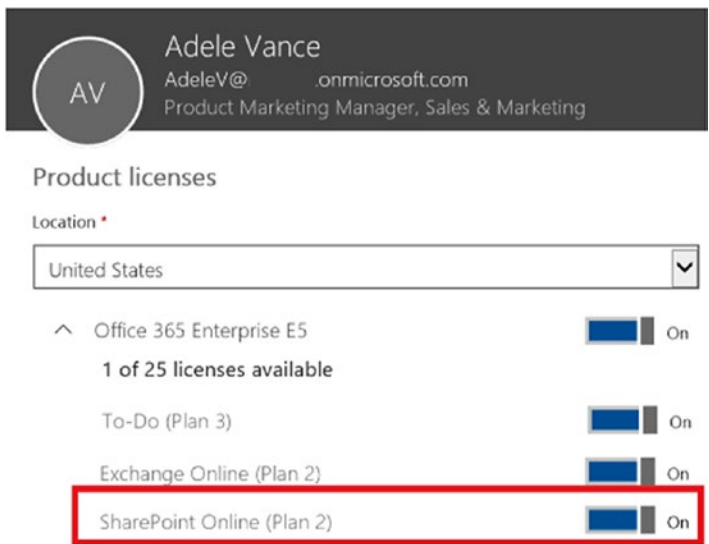 Adele Vance
AV
AdeleV@ .onmicrosoft.com
Product Marketing Manager, Sales & Marketing
Product licenses
Location *
United States
Office 365 Enterprise E5 On
1 of 25 licenses available
To-Do (Plan 3) On
Exchange Online (Plan 2) On
SharePoint Online (Plan 2) On